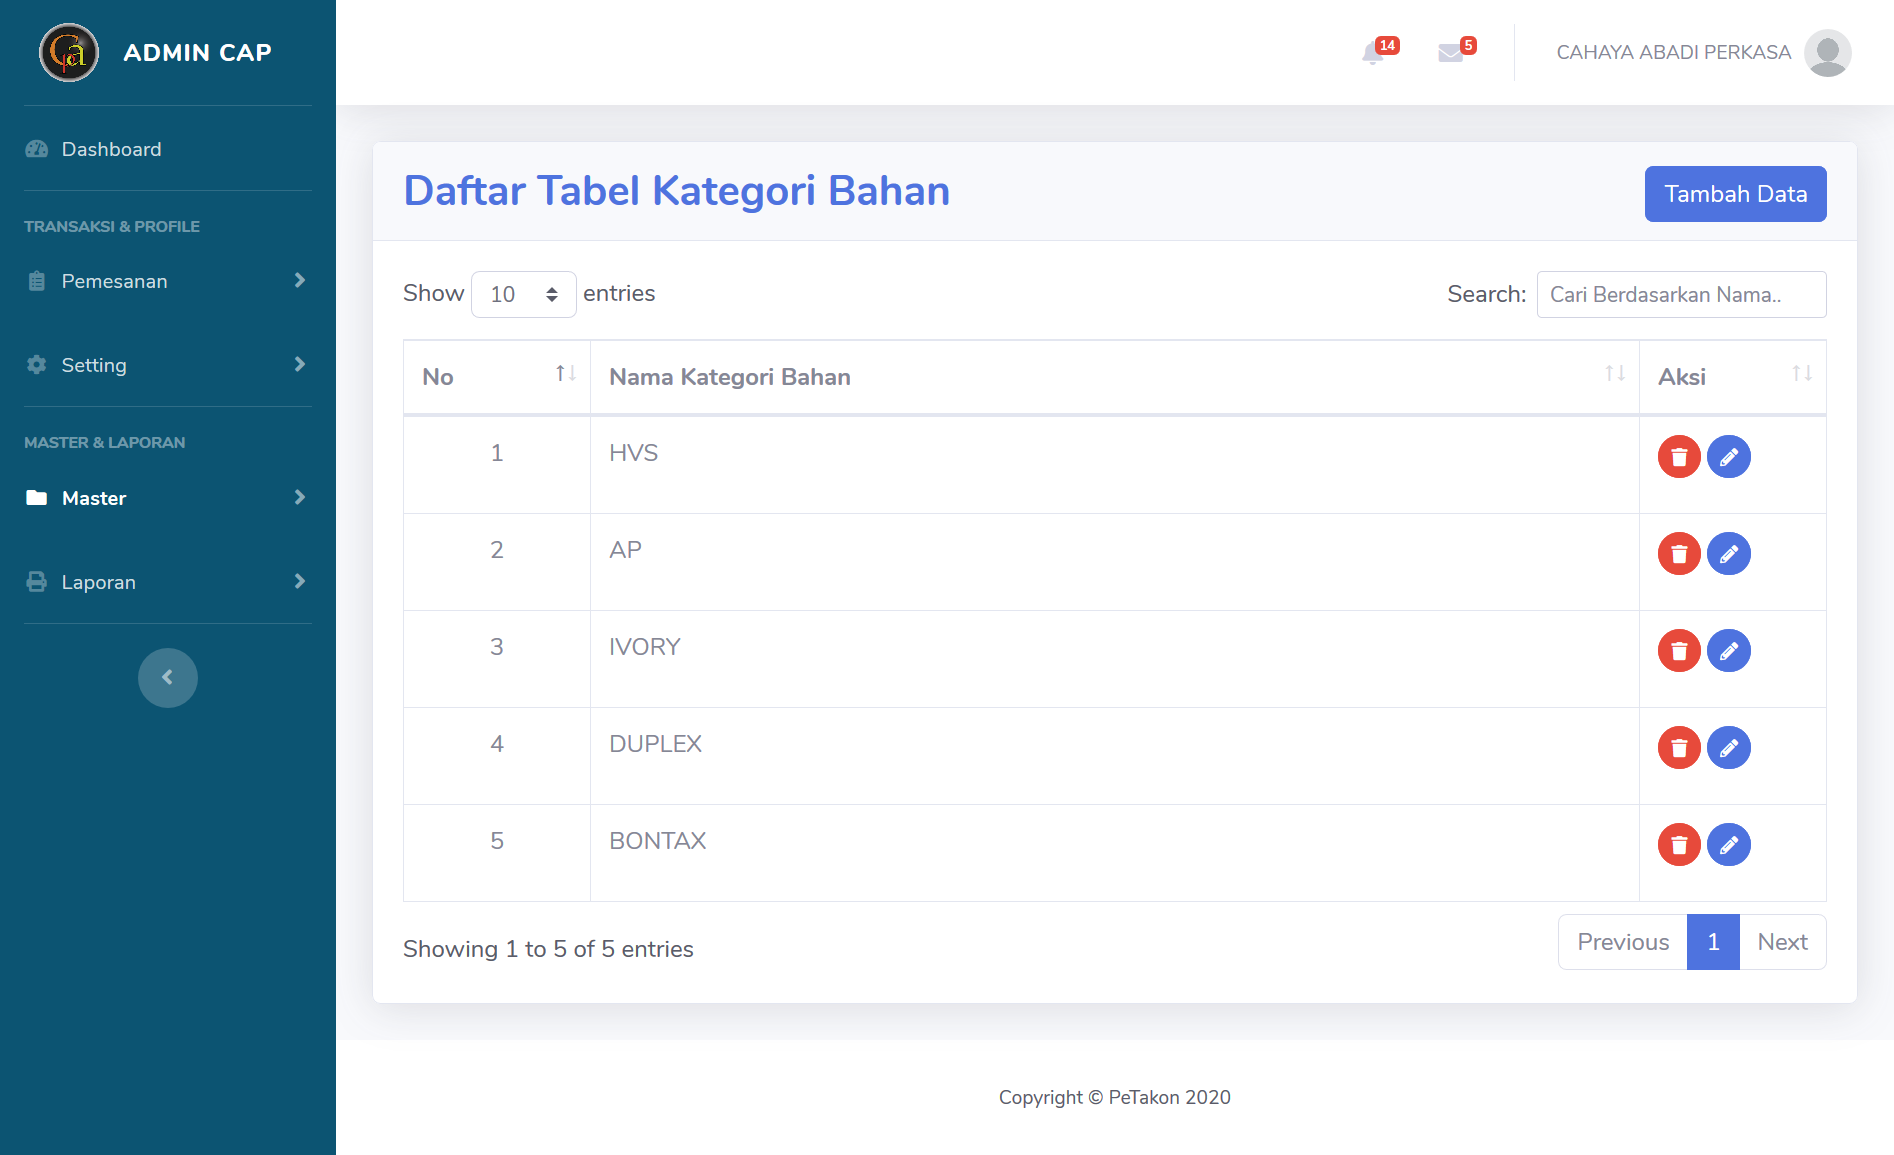 ADMIN CAP
Dashboard
TRANSAKSI & PROFILE
Pemesanan
Setting
MASTER & LAPORAN
Master
Laporan
14
5
CAHAYA ABADI PERKASA
Daftar Tabel Kategori Bahan
Tambah Data
Show 10 entries
Search: Cari Berdasarkan Nama..
No Nama Kategori Bahan Aksi
1 HVS
2 AP
3 IVORY
4 DUPLEX
5 BONTAX
Showing 1 to 5 of 5 entries
Previous 1 Next
Copyright © PeTakon 2020